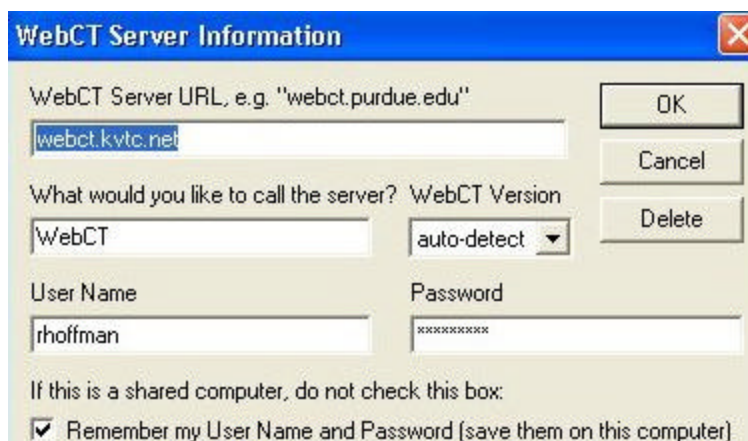 WebCT Server Information
WebCT Server URL, e.g. "webct.purdue.edu"
OK
webct.kvtc.net
Cancel
What would you like to call the server? WebCT Version
Delete
WebCT auto-detect
User Name Password
rhoffman *********
If this is a shared computer, do not check this box:
Remember my User Name and Password (save them on this computer)